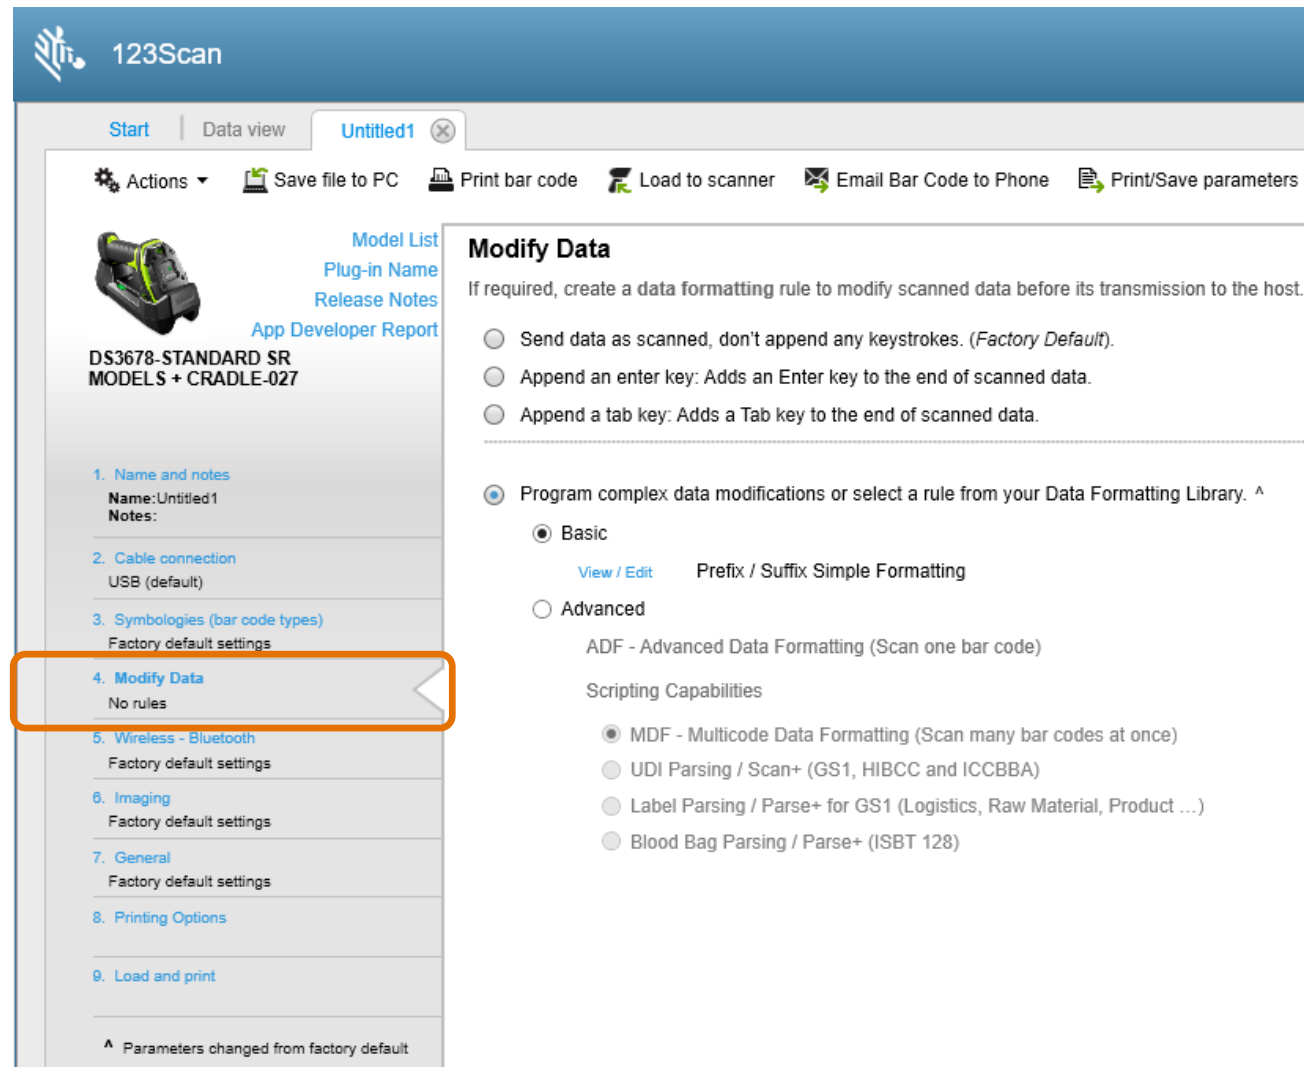 123Scan
Start | Data view Untitled1
Actions Save file to PC Print bar code Load to scanner Email Bar Code to Phone Print/Save parameters
Model List
Plug-in Name
Release Notes
App Developer Report
DS3678-STANDARD SR
MODELS + CRADLE-027
1. Name and notes
Name:Untitled1
Notes:
2. Cable connection
USB (default)
3. Symbologies (bar code types)
Factory default settings
4. Modify Data
No rules
5. Wireless - Bluetooth
Factory default settings
6. Imaging
Factory default settings
7. General
Factory default settings
8. Printing Options
9. Load and print
^ Parameters changed from factory default
Modify Data
If required, create a data formatting rule to modify scanned data before its transmission to the host.
Send data as scanned, don't append any keystrokes. (Factory Default).
Append an enter key: Adds an Enter key to the end of scanned data.
Append a tab key: Adds a Tab key to the end of scanned data.
Program complex data modifications or select a rule from your Data Formatting Library. ^
Basic
View / Edit Prefix / Suffix Simple Formatting
Advanced
ADF - Advanced Data Formatting (Scan one bar code)
Scripting Capabilities
MDF - Multicode Data Formatting (Scan many bar codes at once)
UDI Parsing / Scan+ (GS1, HIBCC and ICCBBA)
Label Parsing / Parse+ for GS1 (Logistics, Raw Material, Product ...)
Blood Bag Parsing / Parse+ (ISBT 128)